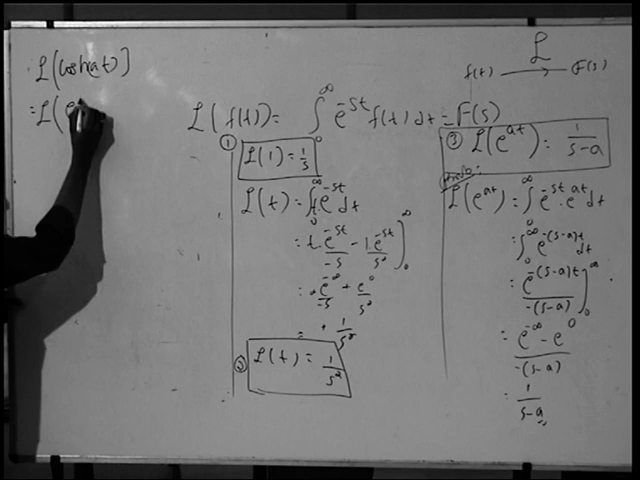 ℒ(coshat)
= ℒ(e
ℒ
f(t) ⟶ F(s)
ℒ(f(t)) = ∫₀^∞ e^-st f(t) dt = F(s)
① ℒ(1) = 1/s
ℒ(t) = ∫₀^∞ t e^-st dt
= t. e^-st/-s - 1. e^-st/s² ]₀^∞
e^-∞/-s + e^0/s²
= + 1/s²
② ℒ(t) = 1/s²
③ ℒ(e^at) = 1/(s-a)
ℒ(e^at) = ∫₀^∞ e^-st . e^at dt
= ∫₀^∞ e^-(s-a)t dt
= e^-(s-a)t/-(s-a) ]₀^∞
= (e^-∞ - e^0)/-(s-a)
= 1/(s-a)